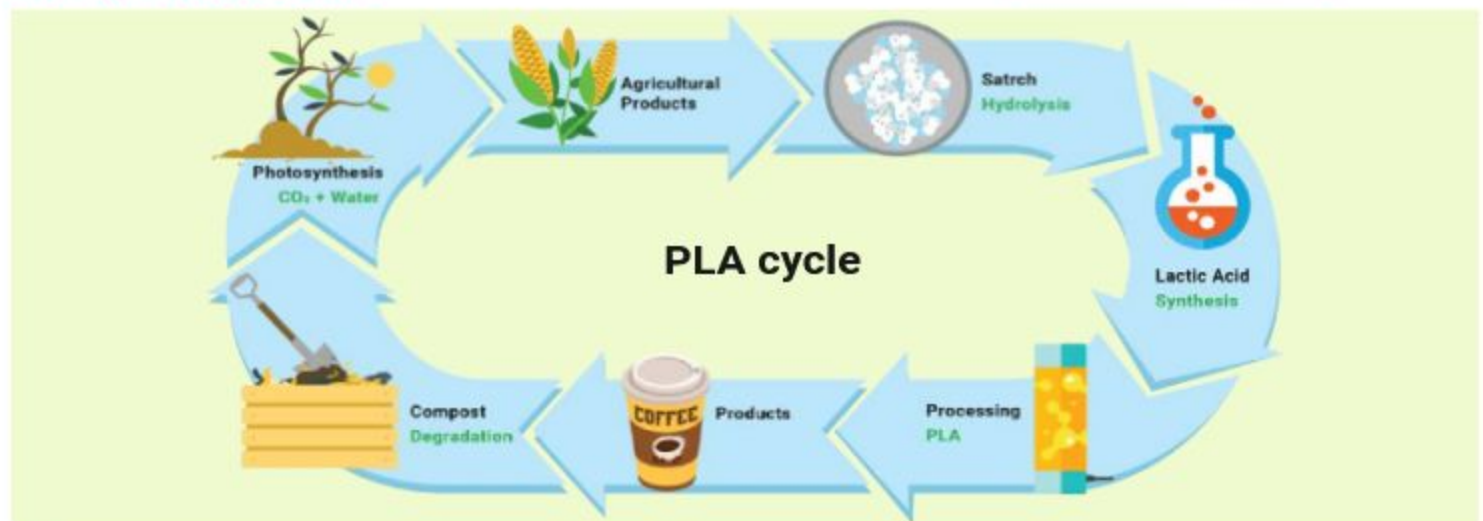 Photosynthesis
CO₂ + Water
Agricultural
Products
Satrch
Hydrolysis
Lactic Acid
Synthesis
Processing
PLA
Products
COFFEE
Compost
Degradation
PLA cycle